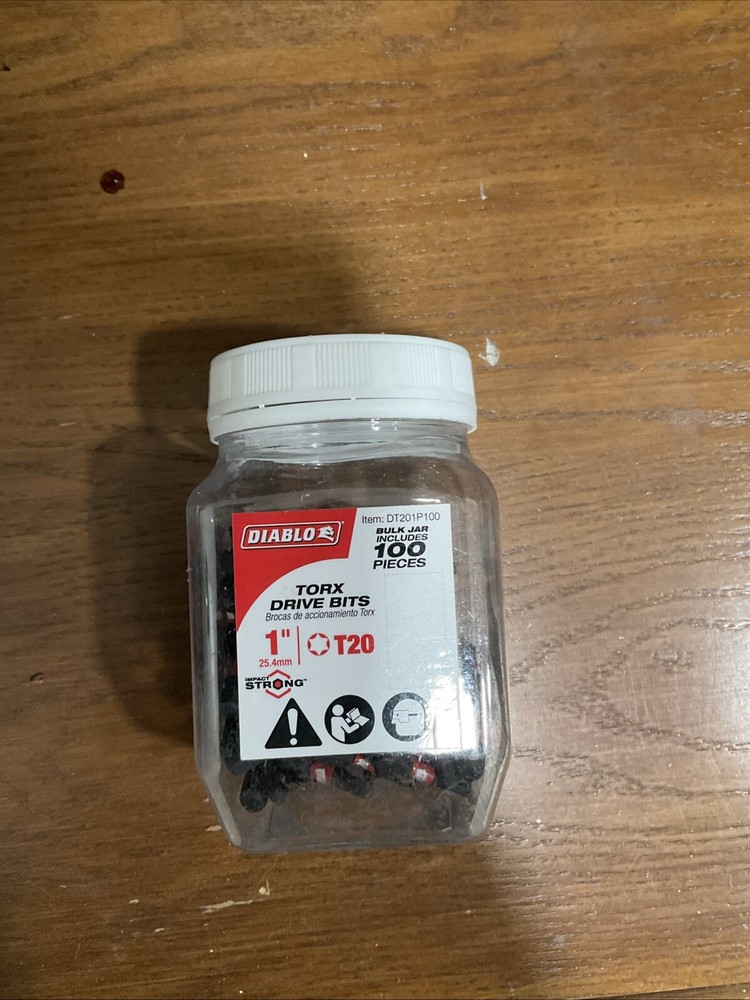 DIABLO
Item: DT201P100
BULK JAR
INCLUDES
100
PIECES
TORX
DRIVE BITS
Brocas de accionamiento Torx
1"
25.4mm
T20
IMPACT
STRONG™